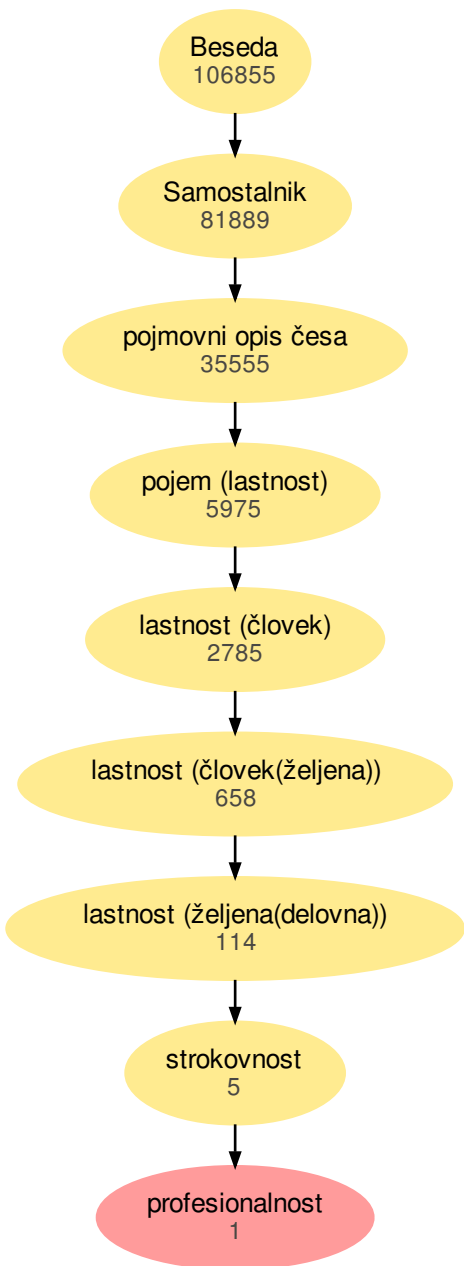 Beseda
106855
Samostalnik
81889
pojmovni opis česa
35555
pojem (lastnost)
5975
lastnost (človek)
2785
lastnost (človek(željena))
658
lastnost (željena(delovna))
114
strokovnost
5
profesionalnost
1